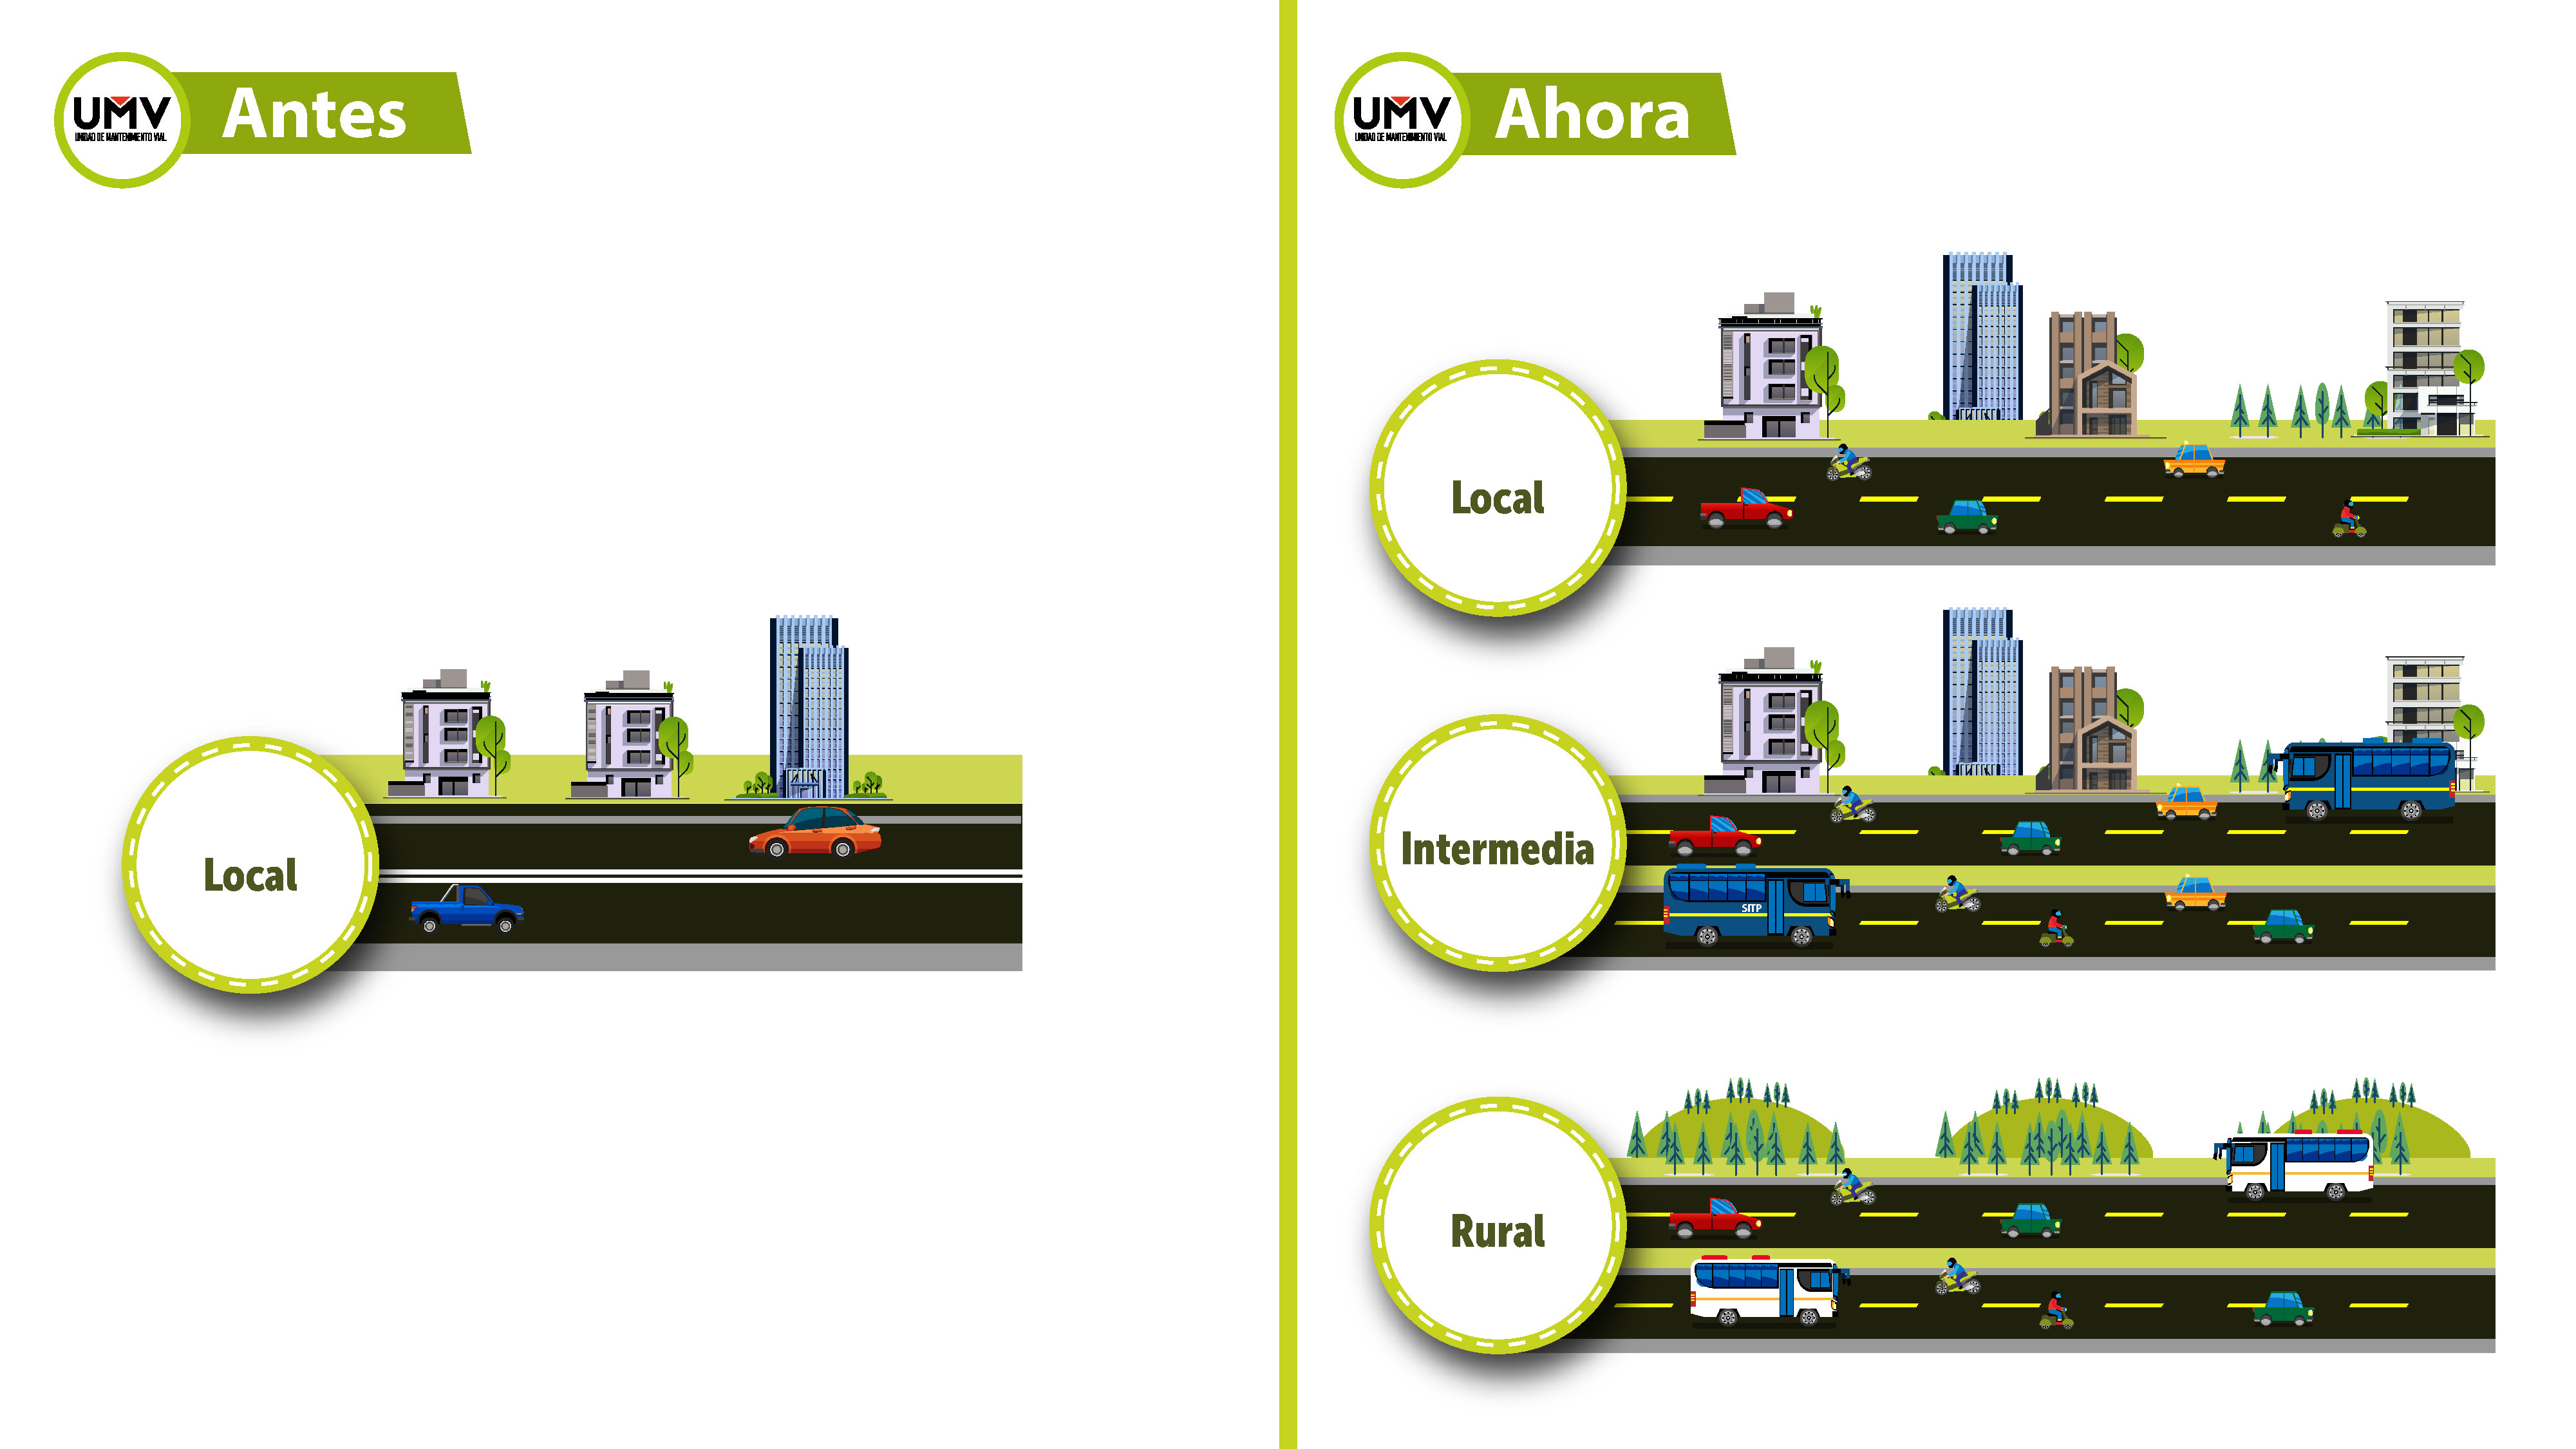 UMV
UNIDAD DE MANTENIMIENTO VIAL
Antes
Local
UMV
UNIDAD DE MANTENIMIENTO VIAL
Ahora
Local
Intermedia
SITP
Rural